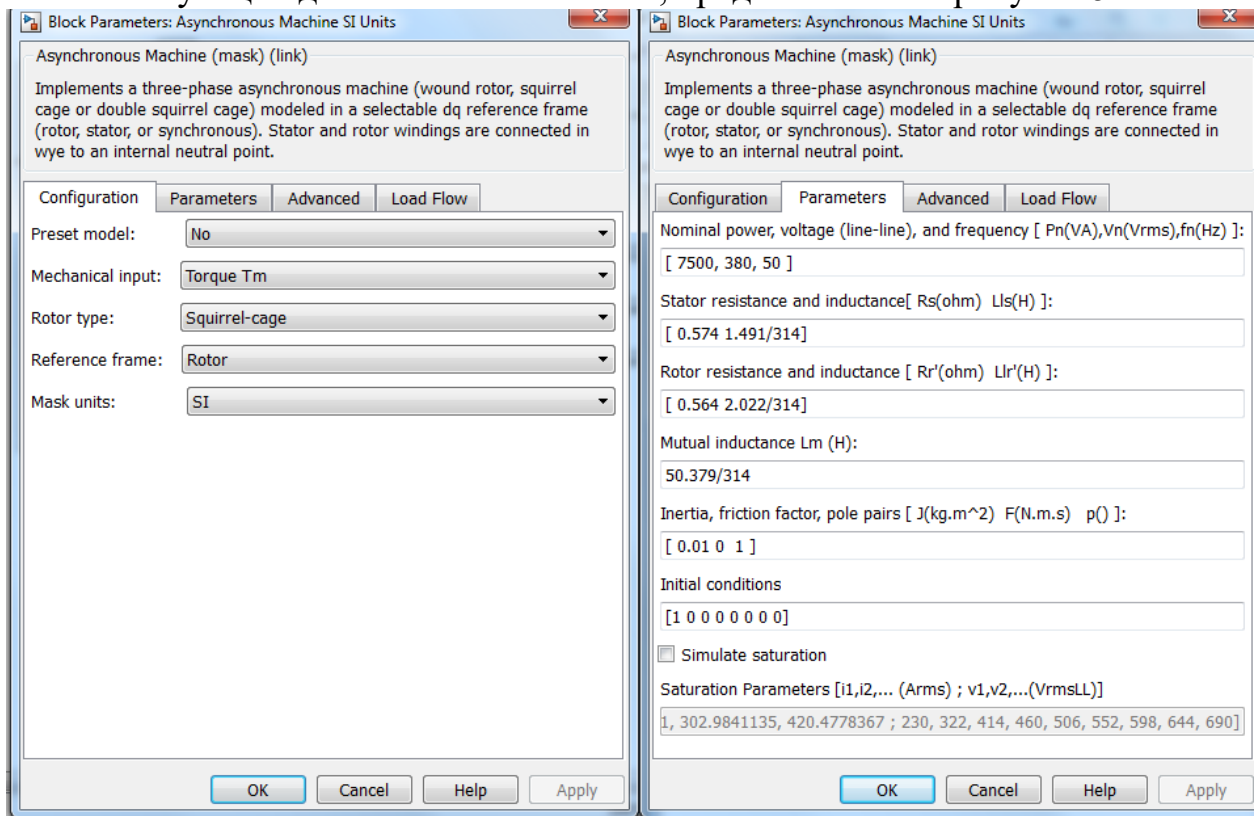 Block Parameters: Asynchronous Machine SI Units
Asynchronous Machine (mask) (link)
Implements a three-phase asynchronous machine (wound rotor, squirrel
cage or double squirrel cage) modeled in a selectable dq reference frame
(rotor, stator, or synchronous). Stator and rotor windings are connected in
wye to an internal neutral point.
Configuration Parameters Advanced Load Flow
Preset model: No
Mechanical input: Torque Tm
Rotor type: Squirrel-cage
Reference frame: Rotor
Mask units: SI
OK Cancel Help Apply
Block Parameters: Asynchronous Machine SI Units
Asynchronous Machine (mask) (link)
Implements a three-phase asynchronous machine (wound rotor, squirrel
cage or double squirrel cage) modeled in a selectable dq reference frame
(rotor, stator, or synchronous). Stator and rotor windings are connected in
wye to an internal neutral point.
Configuration Parameters Advanced Load Flow
Nominal power, voltage (line-line), and frequency [ Pn(VA),Vn(Vrms),fn(Hz) ]:
[ 7500, 380, 50 ]
Stator resistance and inductance[ Rs(ohm) Lls(H) ]:
[ 0.574 1.491/314]
Rotor resistance and inductance [ Rr'(ohm) Llr'(H) ]:
[ 0.564 2.022/314]
Mutual inductance Lm (H):
50.379/314
Inertia, friction factor, pole pairs [ J(kg.m^2) F(N.m.s) p() ]:
[ 0.01 0 1 ]
Initial conditions
[1 0 0 0 0 0 0 0]
Simulate saturation
Saturation Parameters [i1,i2,... (Arms) ; v1,v2,...(VrmsLL)]
1, 302.9841135, 420.4778367 ; 230, 322, 414, 460, 506, 552, 598, 644, 690]
OK Cancel Help Apply